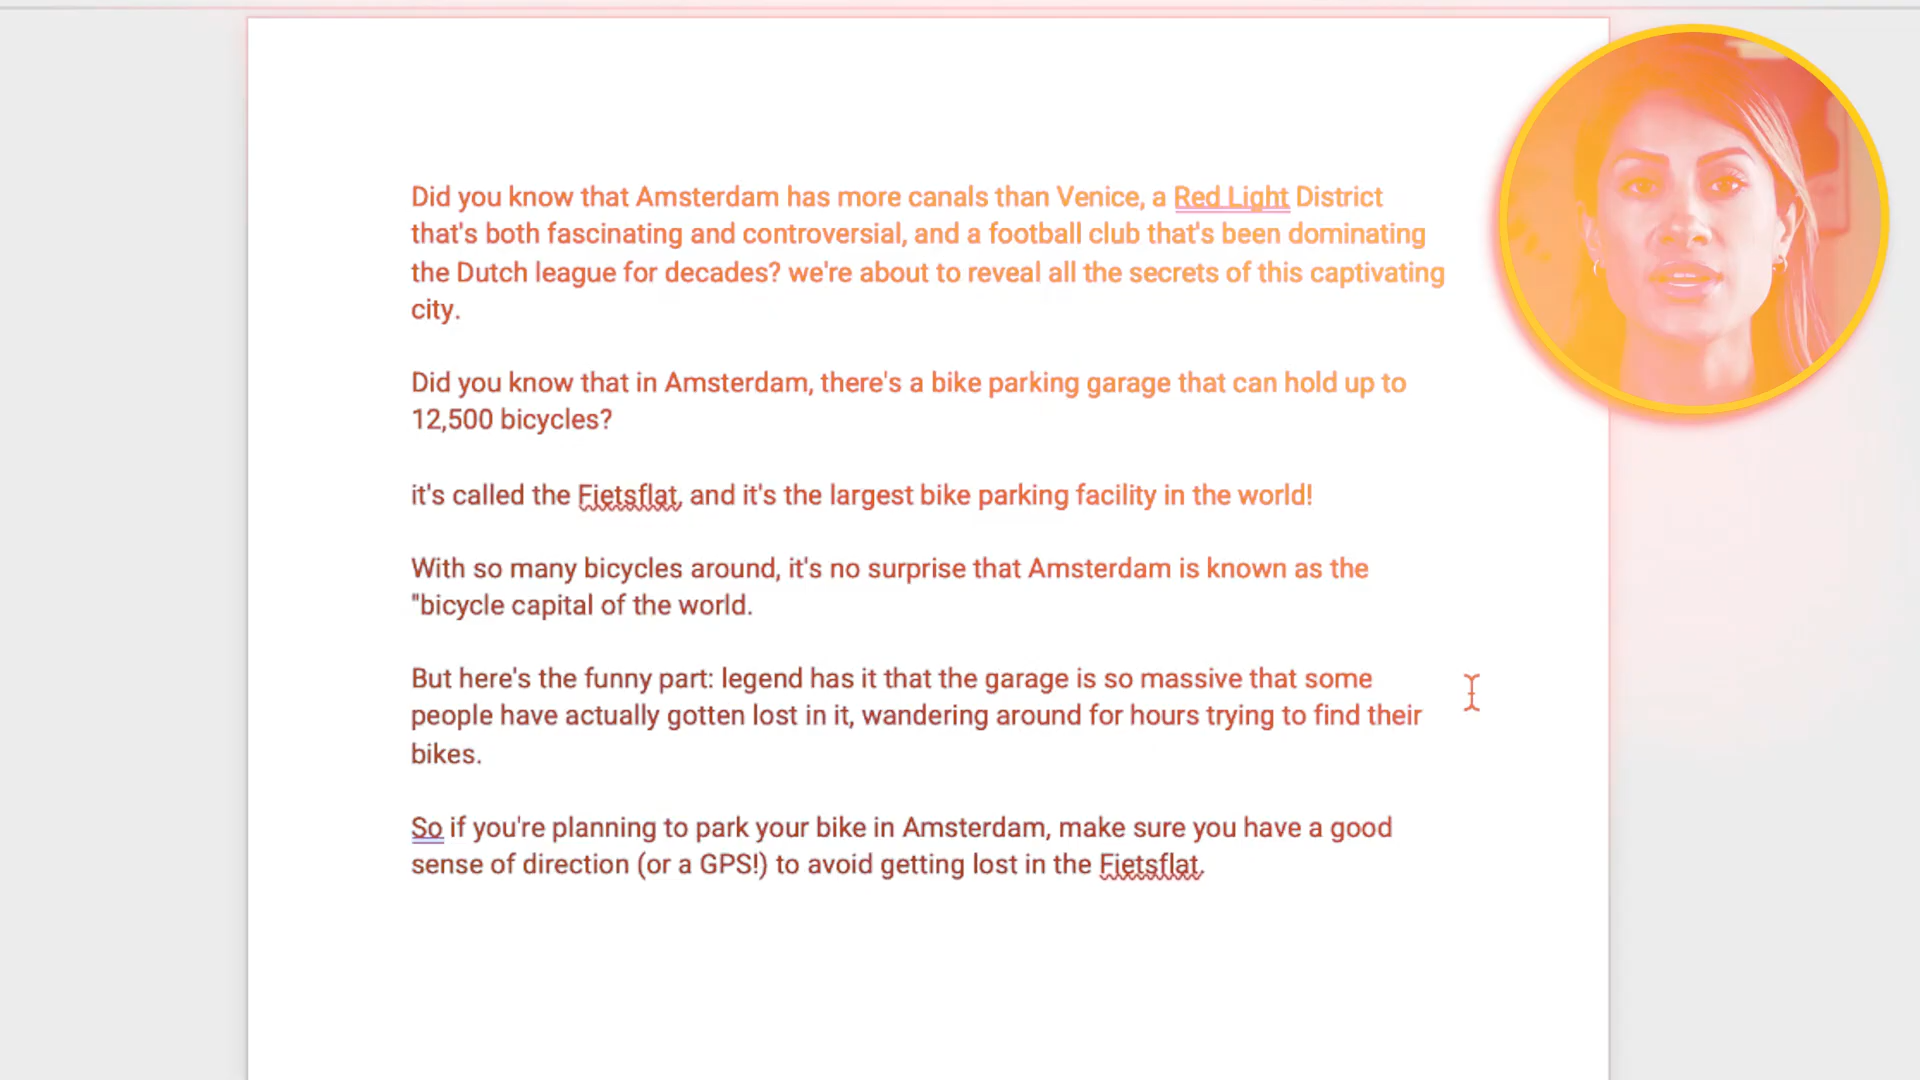 Did you know that Amsterdam has more canals than Venice, a Red Light District
that's both fascinating and controversial, and a football club that's been dominating
the Dutch league for decades? we're about to reveal all the secrets of this captivating
city.
Did you know that in Amsterdam, there's a bike parking garage that can hold up to
12,500 bicycles?
it's called the Fietsflat, and it's the largest bike parking facility in the world!
With so many bicycles around, it's no surprise that Amsterdam is known as the
"bicycle capital of the world.
But here's the funny part: legend has it that the garage is so massive that some
people have actually gotten lost in it, wandering around for hours trying to find their
bikes.
So if you're planning to park your bike in Amsterdam, make sure you have a good
sense of direction (or a GPS!) to avoid getting lost in the Fietsflat.